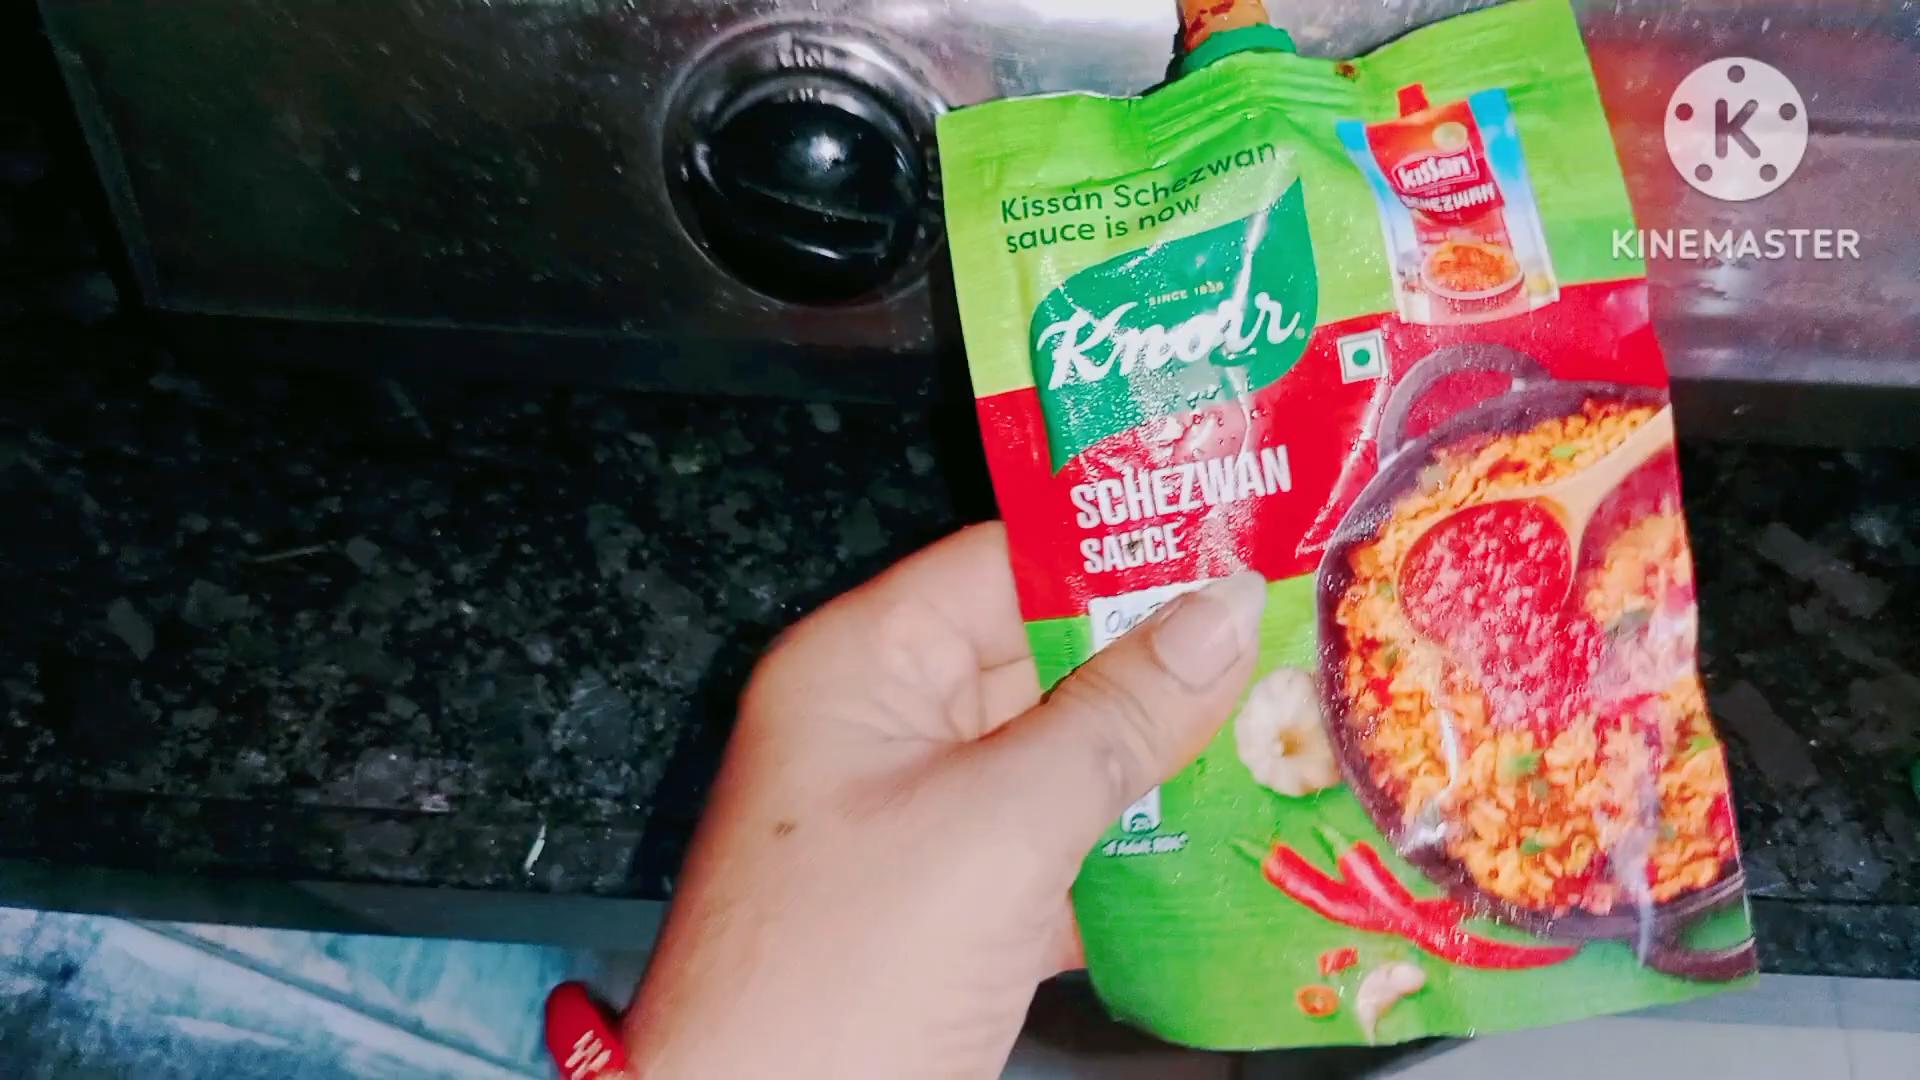 Kissan Schezwan
sauce is now
SINCE 1838
Knorr
SCHEZWAN
SAUCE
Kissan
SCHEZWAN
KINEMASTER